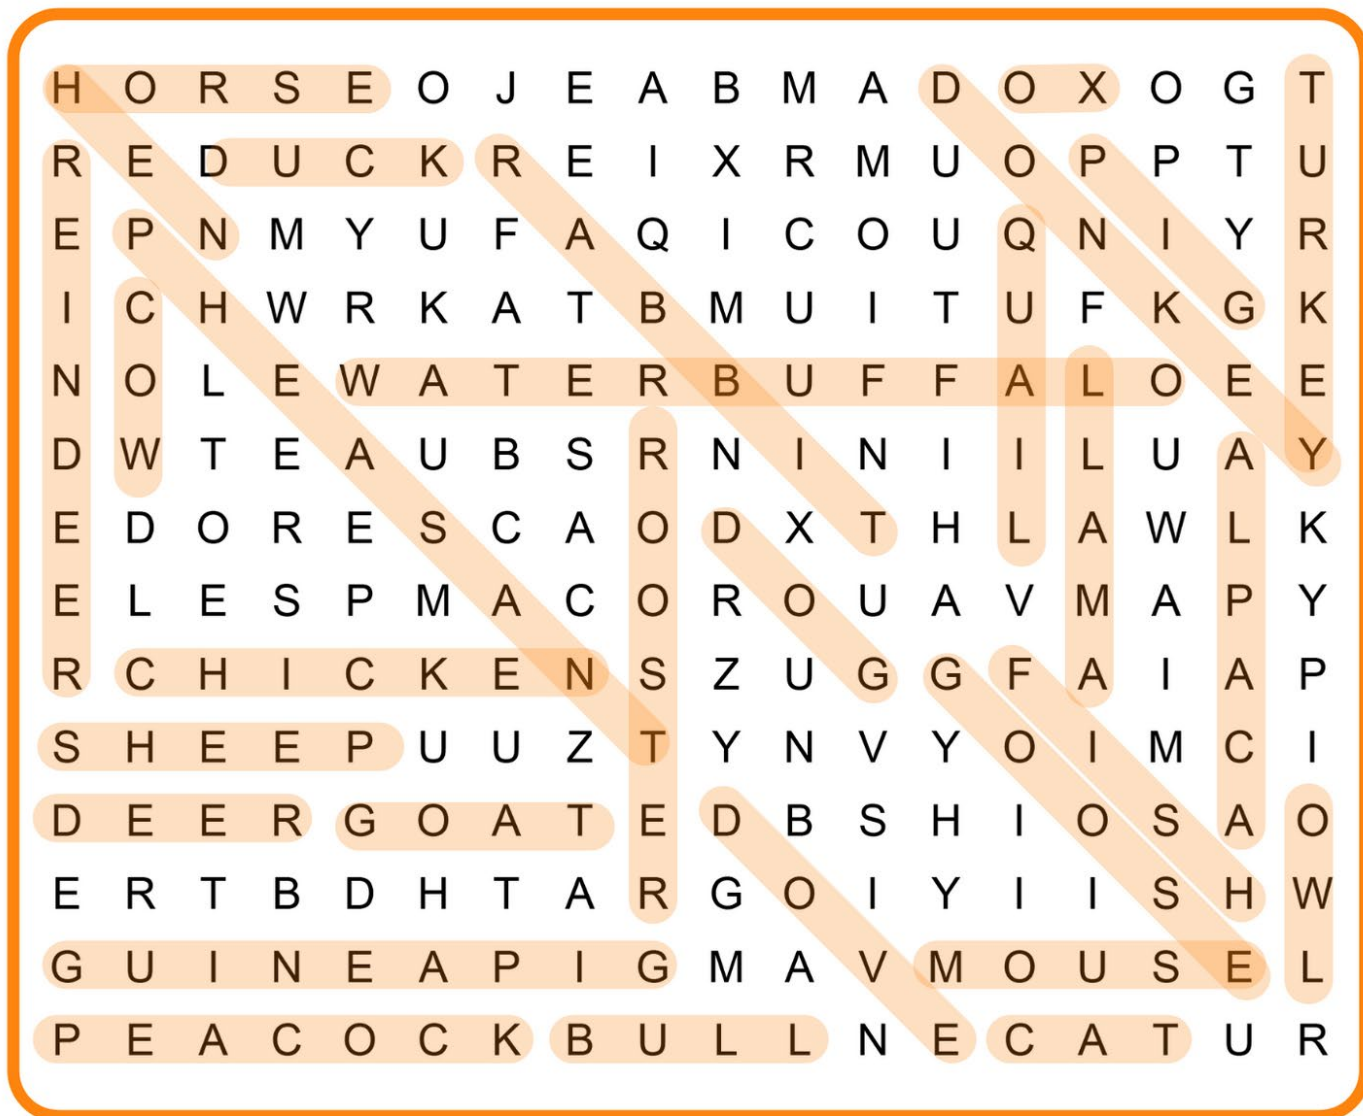 H O R S E O J E A B M A D O X O G T
R E D U C K R E I X R M U O P P T U
E P N M Y U F A Q I C O U Q N I Y R
I C H W R K A T B M U I T U F K G K
N O L E W A T E R B U F F A L O E E
D W T E A U B S R N I N I I L U A Y
E D O R E S C A O D X T H L A W L K
E L E S P M A C O R O U A V M A P Y
R C H I C K E N S Z U G G F A I A P
S H E E P U U Z T Y N V Y O I M C I
D E E R G O A T E D B S H I O S A O
E R T B D H T A R G O I Y I I S H W
G U I N E A P I G M A V M O U S E L
P E A C O C K B U L L N E C A T U R